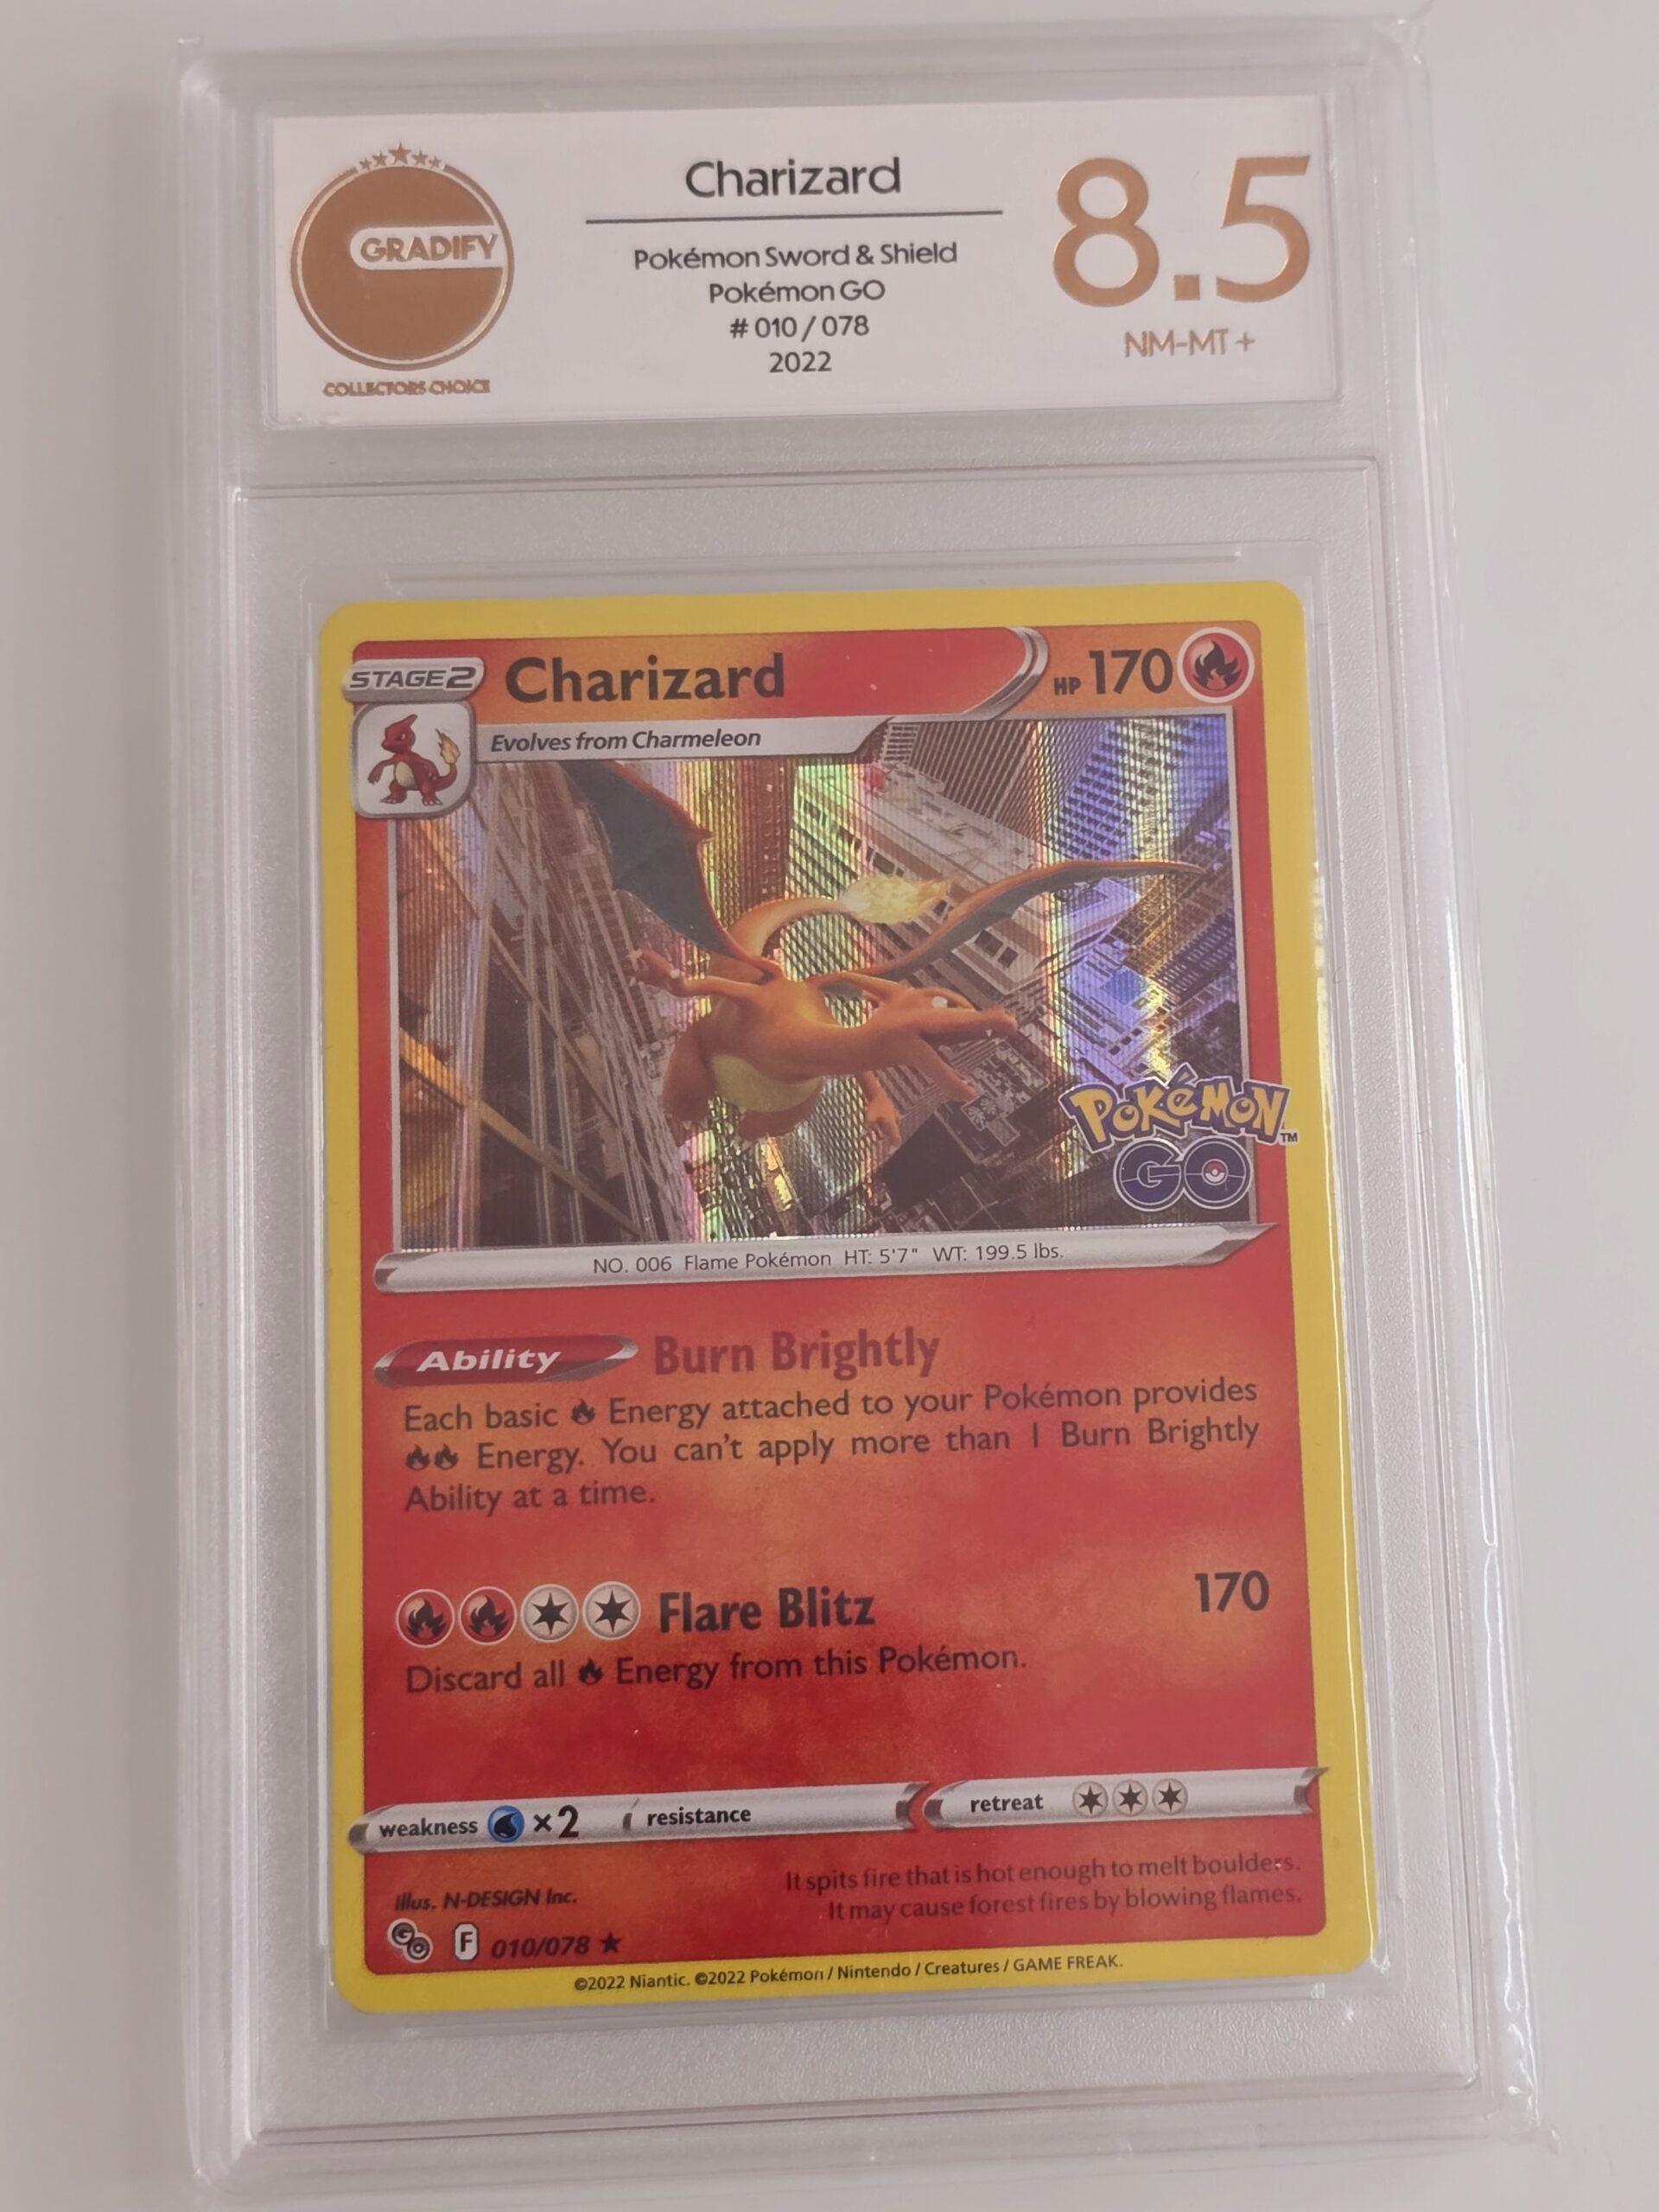 GRADIFY
COLLECTORS CHOICE
Charizard
Pokémon Sword & Shield
Pokémon GO
# 010 / 078
2022
8.5
NM-MT +
STAGE 2
Charizard
HP 170
Evolves from Charmeleon
POKÉMON
TM
GO
NO. 006 Flame Pokémon HT: 5'7" WT: 199.5 lbs.
Ability Burn Brightly
Each basic Energy attached to your Pokémon provides
Energy. You can't apply more than 1 Burn Brightly
Ability at a time.
Flare Blitz 170
Discard all Energy from this Pokémon.
weakness ×2 resistance retreat
It spits fire that is hot enough to melt boulders.
It may cause forest fires by blowing flames.
Illus. N-DESIGN Inc.
GO F 010/078 ★
©2022 Niantic. ©2022 Pokémon / Nintendo / Creatures / GAME FREAK.